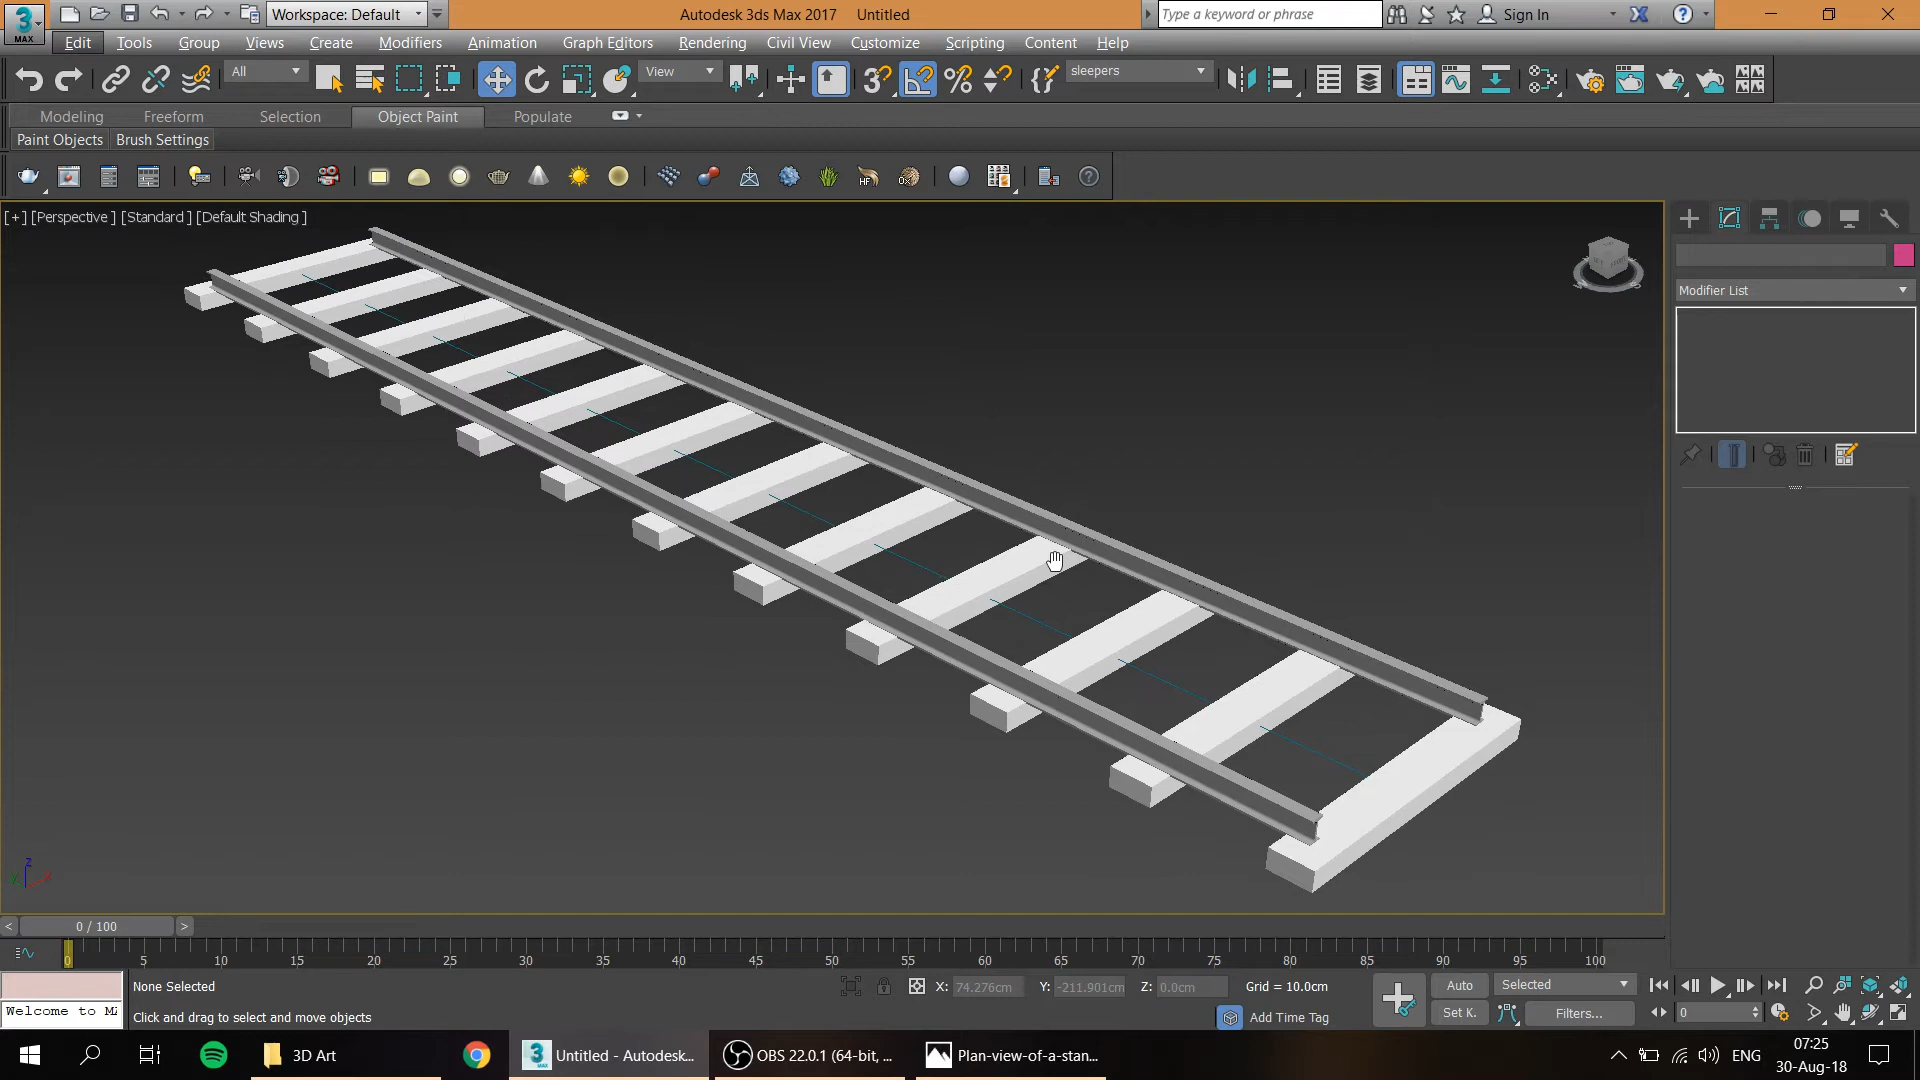 3
MAX
Workspace: Default
Autodesk 3ds Max 2017 Untitled
Type a keyword or phrase
Sign In
Edit Tools Group Views Create Modifiers Animation Graph Editors Rendering Civil View Customize Scripting Content Help
All
View
sleepers
Modeling Freeform Selection Object Paint Populate
Paint Objects Brush Settings
[ + ] [Perspective ] [Standard ] [Default Shading ]
Modifier List
z
x
0 / 100
0 5 10 15 20 25 30 35 40 45 50 55 60 65 70 75 80 85 90 95 100
None Selected
X: 74.276cm Y: -211.901cm Z: 0.0cm Grid = 10.0cm
Auto Selected
Welcome to M
Click and drag to select and move objects
Add Time Tag
Set K. Filters...
0
3D Art
Untitled - Autodesk...
OBS 22.0.1 (64-bit, ...
Plan-view-of-a-stan...
ENG
07:25
30-Aug-18